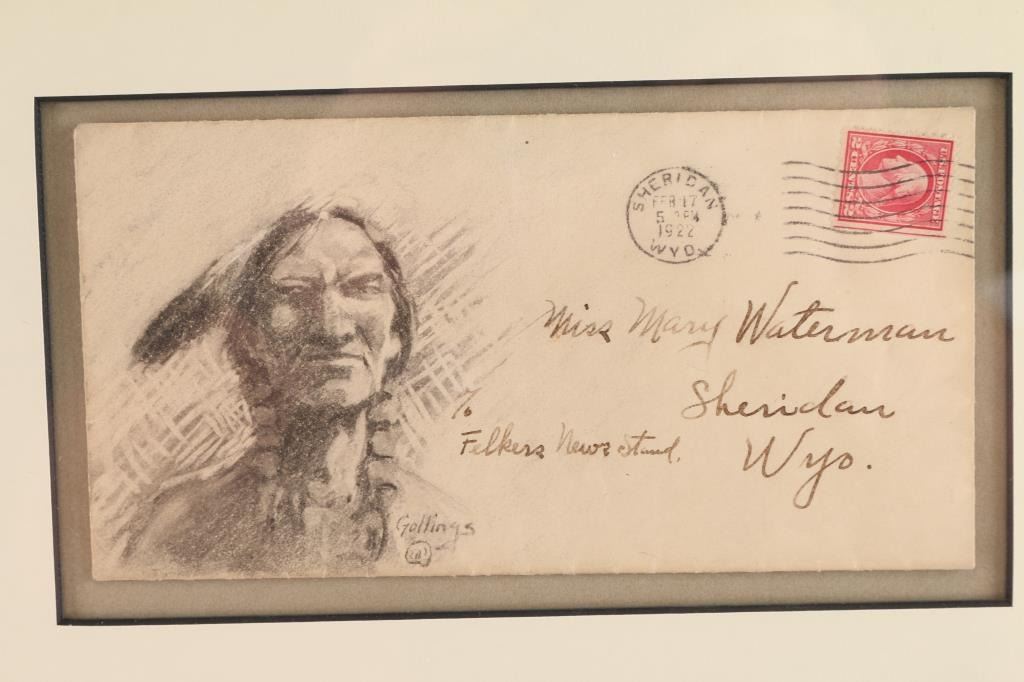 SHERIDAN
FEB 17
5 PM
1922
WYO.
Miss Mary Waterman
Sheridan
%
Felkers News Stand.
Wyo.
Gollings